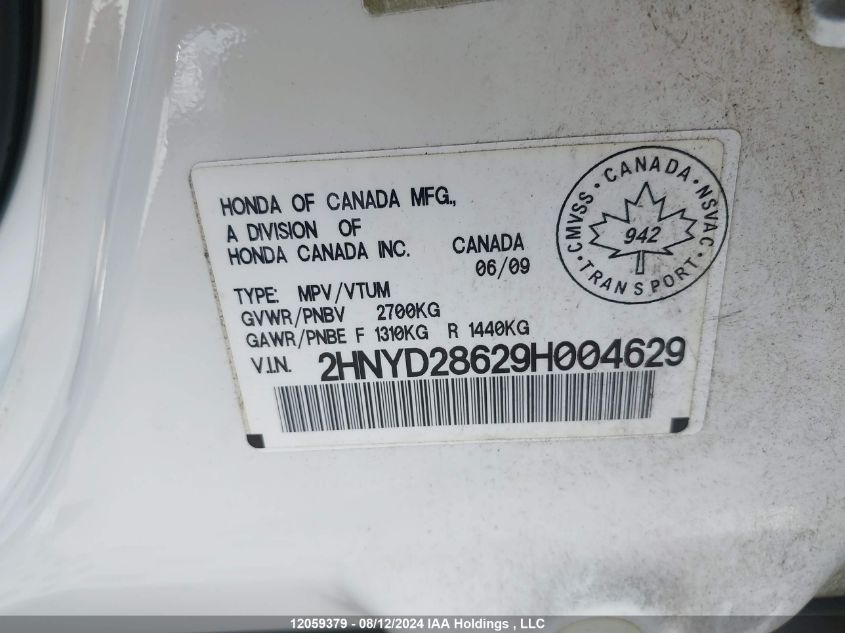 HONDA OF CANADA MFG.,
A DIVISION OF
HONDA CANADA INC. CANADA
06/09
TYPE: MPV/VTUM
GVWR/PNBV 2700KG
GAWR/PNBE F 1310KG R 1440KG
V.I.N. 2HNYD28629H004629
CMVSS • CANADA • NSVAC • TRANSPORT •
942
12059379 - 08/12/2024 IAA Holdings , LLC